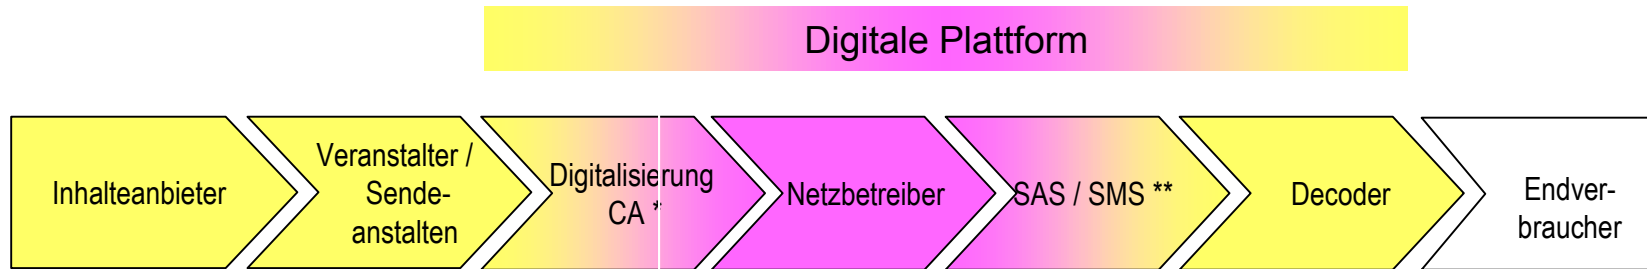 Digitale Plattform
Inhalteanbieter
Veranstalter /
Sende-
anstalten
Digitalisierung
CA *
Netzbetreiber
SAS / SMS **
Decoder
Endver-
braucher